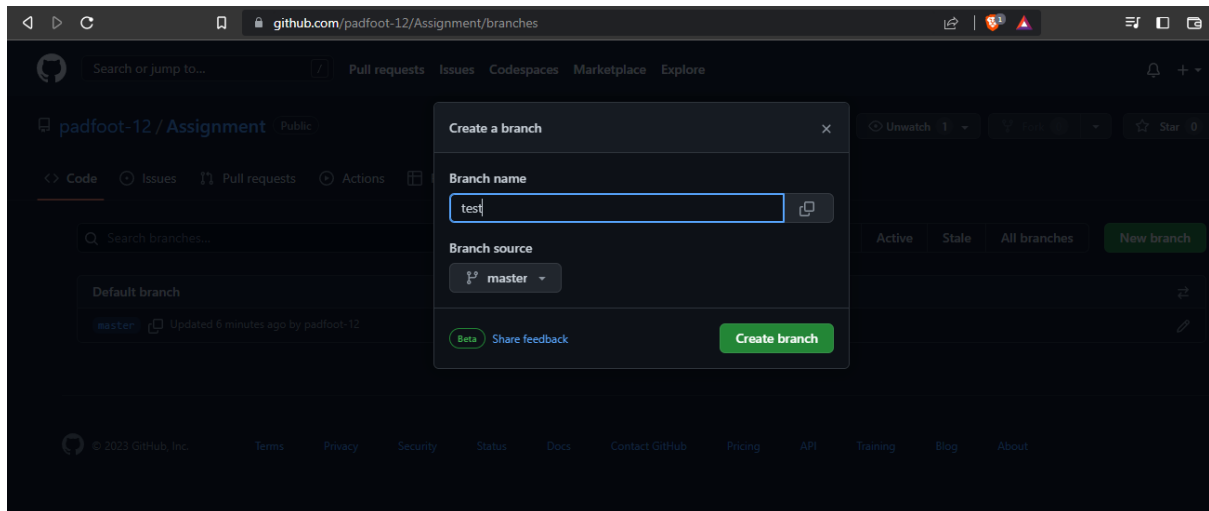 github.com/padfoot-12/Assignment/branches
Search or jump to... / Pull requests Issues Codespaces Marketplace Explore
padfoot-12 / Assignment Public
Unwatch 1 Star 0
Code Issues Pull requests Actions
Create a branch
Branch name
test
Branch source
master
Beta Share feedback Create branch
Search branches... Active Stale All branches New branch
Default branch
master Updated 6 minutes ago by padfoot-12
© 2023 GitHub, Inc. Terms Privacy Security Status Docs Contact GitHub Pricing API Training Blog About